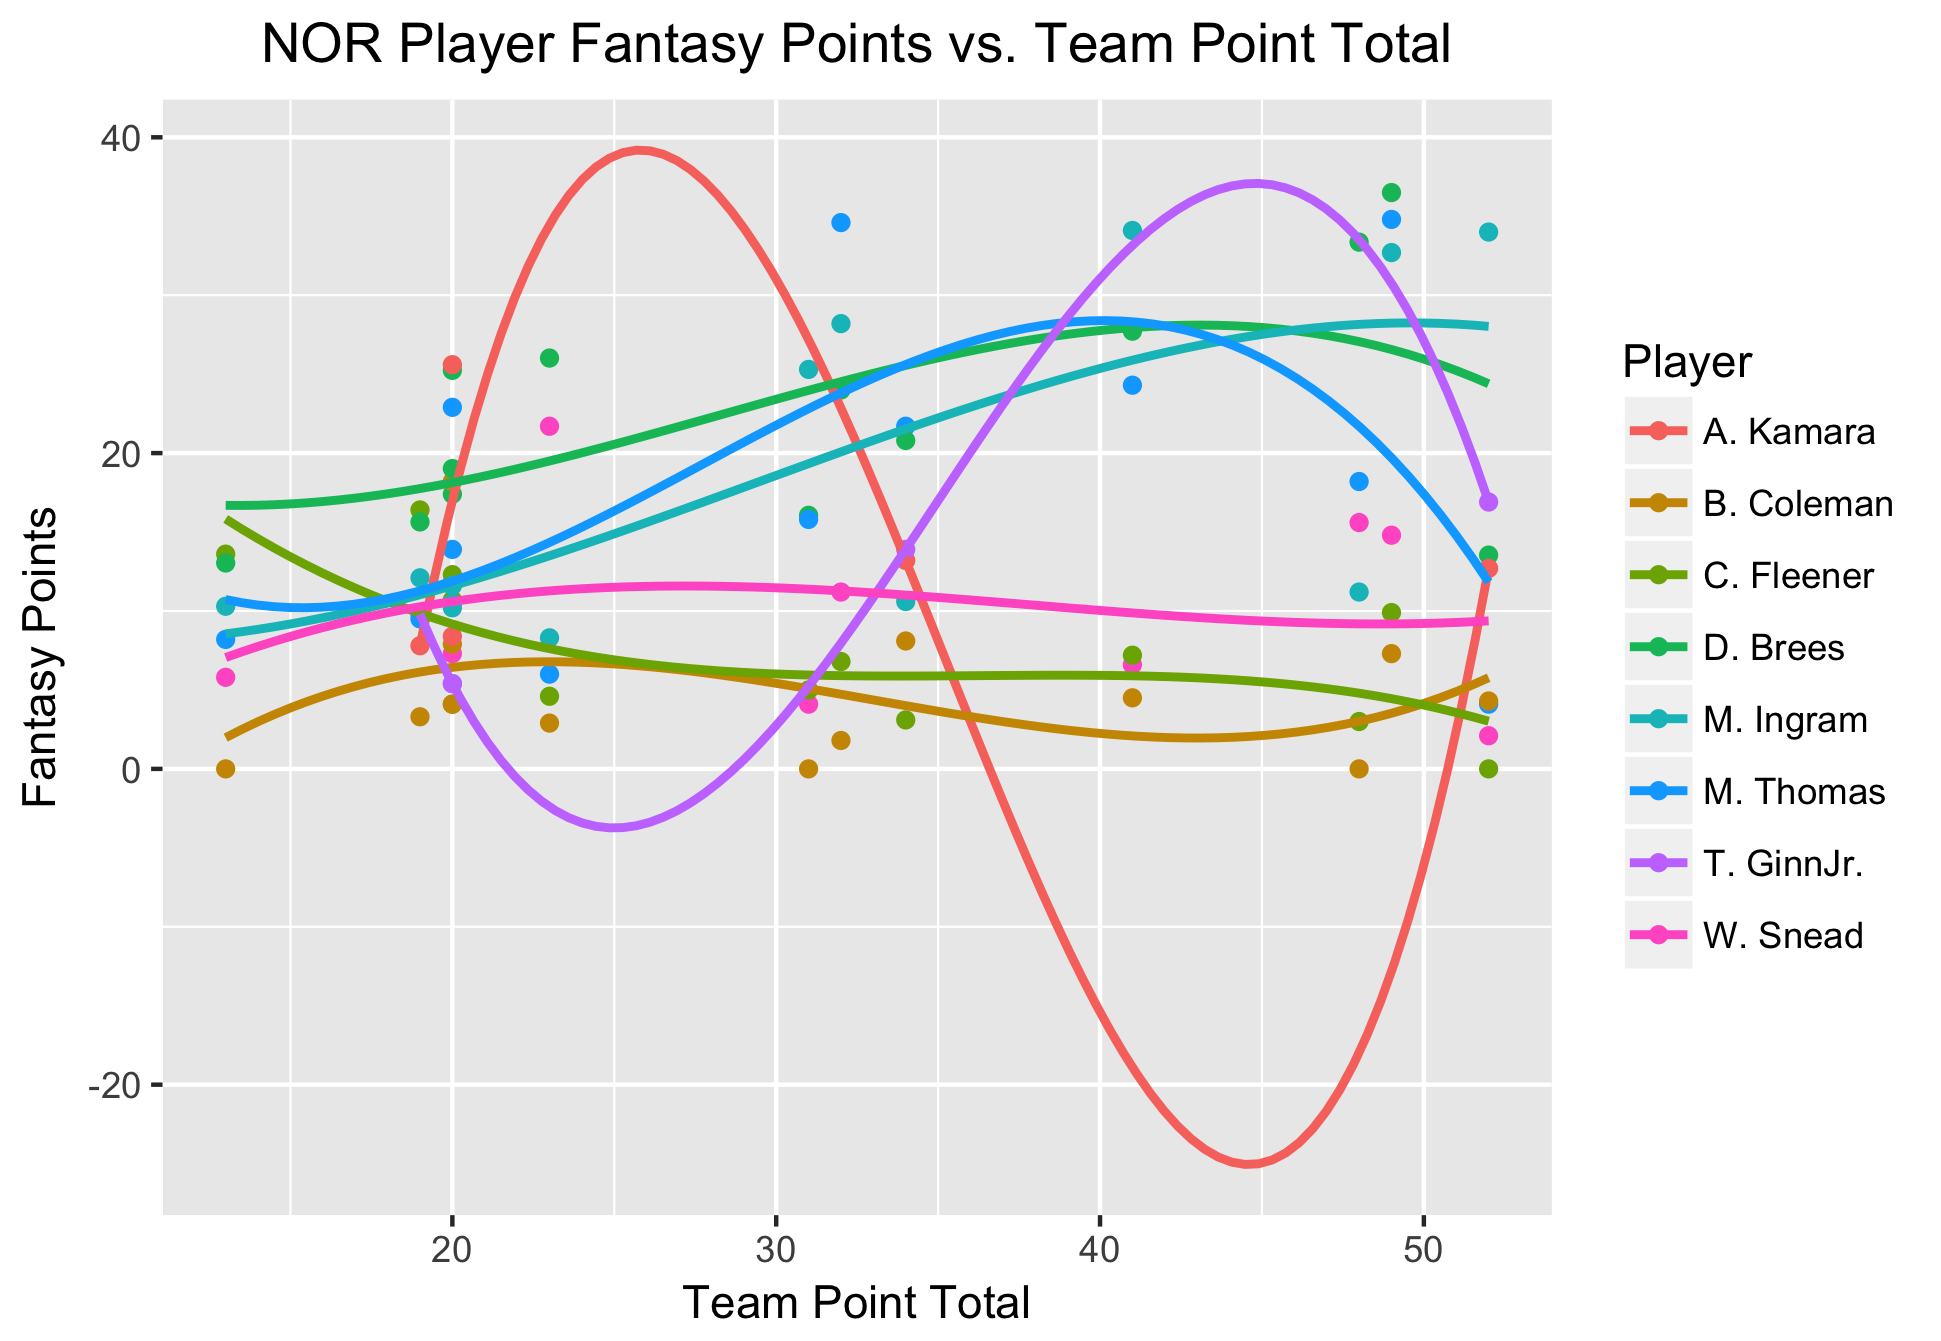 NOR Player Fantasy Points vs. Team Point Total
40
20
0
-20
Fantasy Points
20
30
40
50
Team Point Total
Player
A. Kamara
B. Coleman
C. Fleener
D. Brees
M. Ingram
M. Thomas
T. GinnJr.
W. Snead